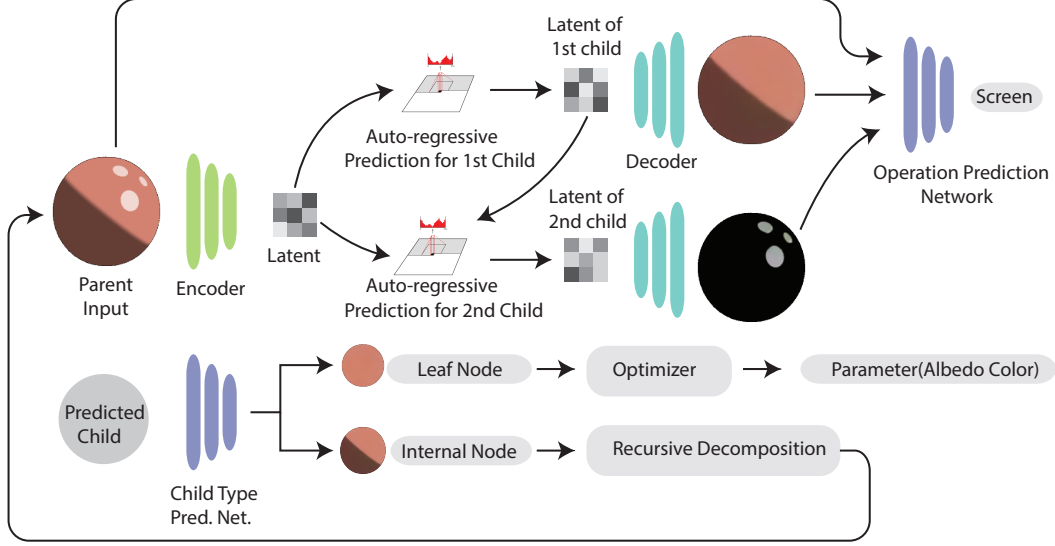 Latent of
1st child
Screen
Auto-regressive
Prediction for 1st Child
Decoder
Operation Prediction
Network
Latent of
2nd child
Latent
Parent
Input
Encoder
Auto-regressive
Prediction for 2nd Child
Leaf Node
Optimizer
Parameter(Albedo Color)
Predicted
Child
Internal Node
Recursive Decomposition
Child Type
Pred. Net.